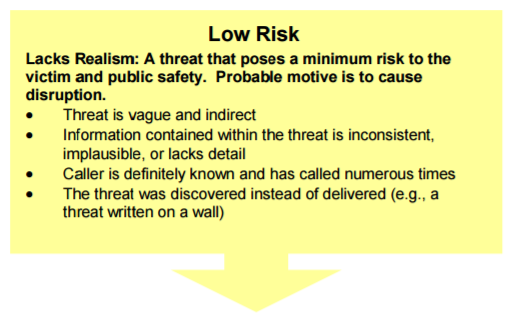 Low Risk
Lacks Realism: A threat that poses a minimum risk to the
victim and public safety.  Probable motive is to cause
disruption.
• Threat is vague and indirect
• Information contained within the threat is inconsistent,
implausible, or lacks detail
• Caller is definitely known and has called numerous times
• The threat was discovered instead of delivered (e.g., a
threat written on a wall)